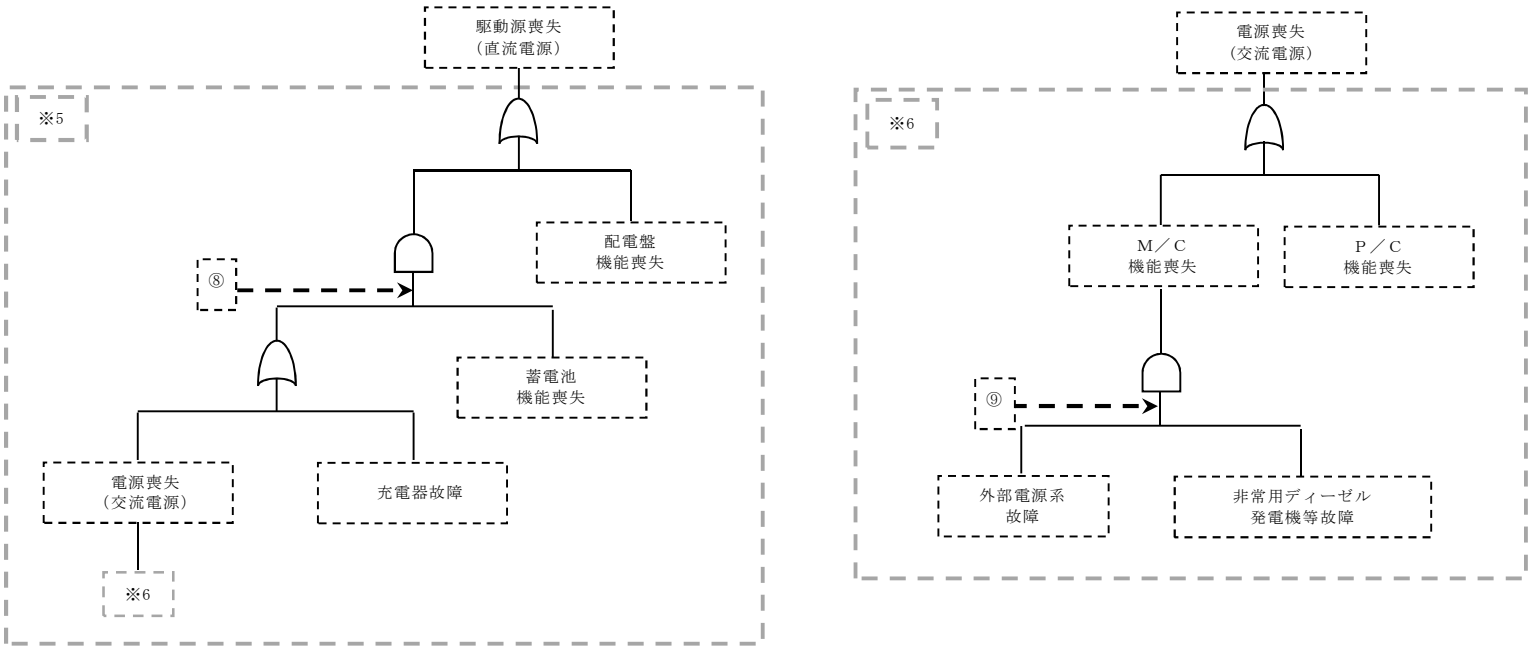 駆動源喪失
（直流電源）
※5
配電盤
機能喪失
⑧
蓄電池
機能喪失
電源喪失
（交流電源）
充電器故障
※6
電源喪失
（交流電源）
※6
M／C
機能喪失
P／C
機能喪失
⑨
外部電源系
故障
非常用ディーゼル
発電機等故障